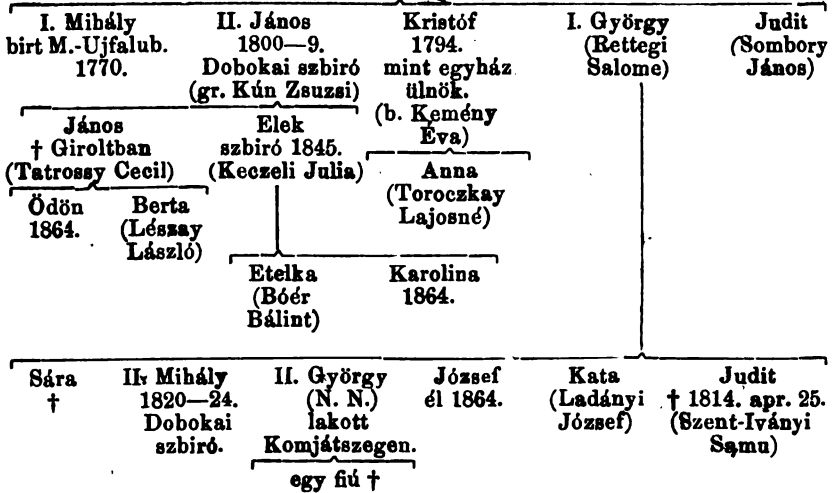 I. Mihály
birt M.-Ujfalub.
1770.
II. János
1800—9.
Dobokai szbiró
(gr. Kún Zsuzsi)
Kristóf
1794.
mint egyház
ülnök.
(b. Kemény
Éva)
I. György
(Rettegi
Salome)
Judit
(Sombory
János)
János
† Giroltban
(Tatrossy Cecil)
Elek
szbiró 1845.
(Keczeli Julia)
Anna
(Toroczkay
Lajosné)
Ödön
1864.
Berta
(Lészay
László)
Etelka
(Bóér
Bálint)
Karolina
1864.
Sára
†
II. Mihály
1820—24.
Dobokai
szbiró.
II. György
(N. N.)
lakott
Komjátszegen.
József
él 1864.
Kata
(Ladányi
József)
Judit
† 1814. apr. 25.
(Szent-Iványi
Samu)
egy fiú †